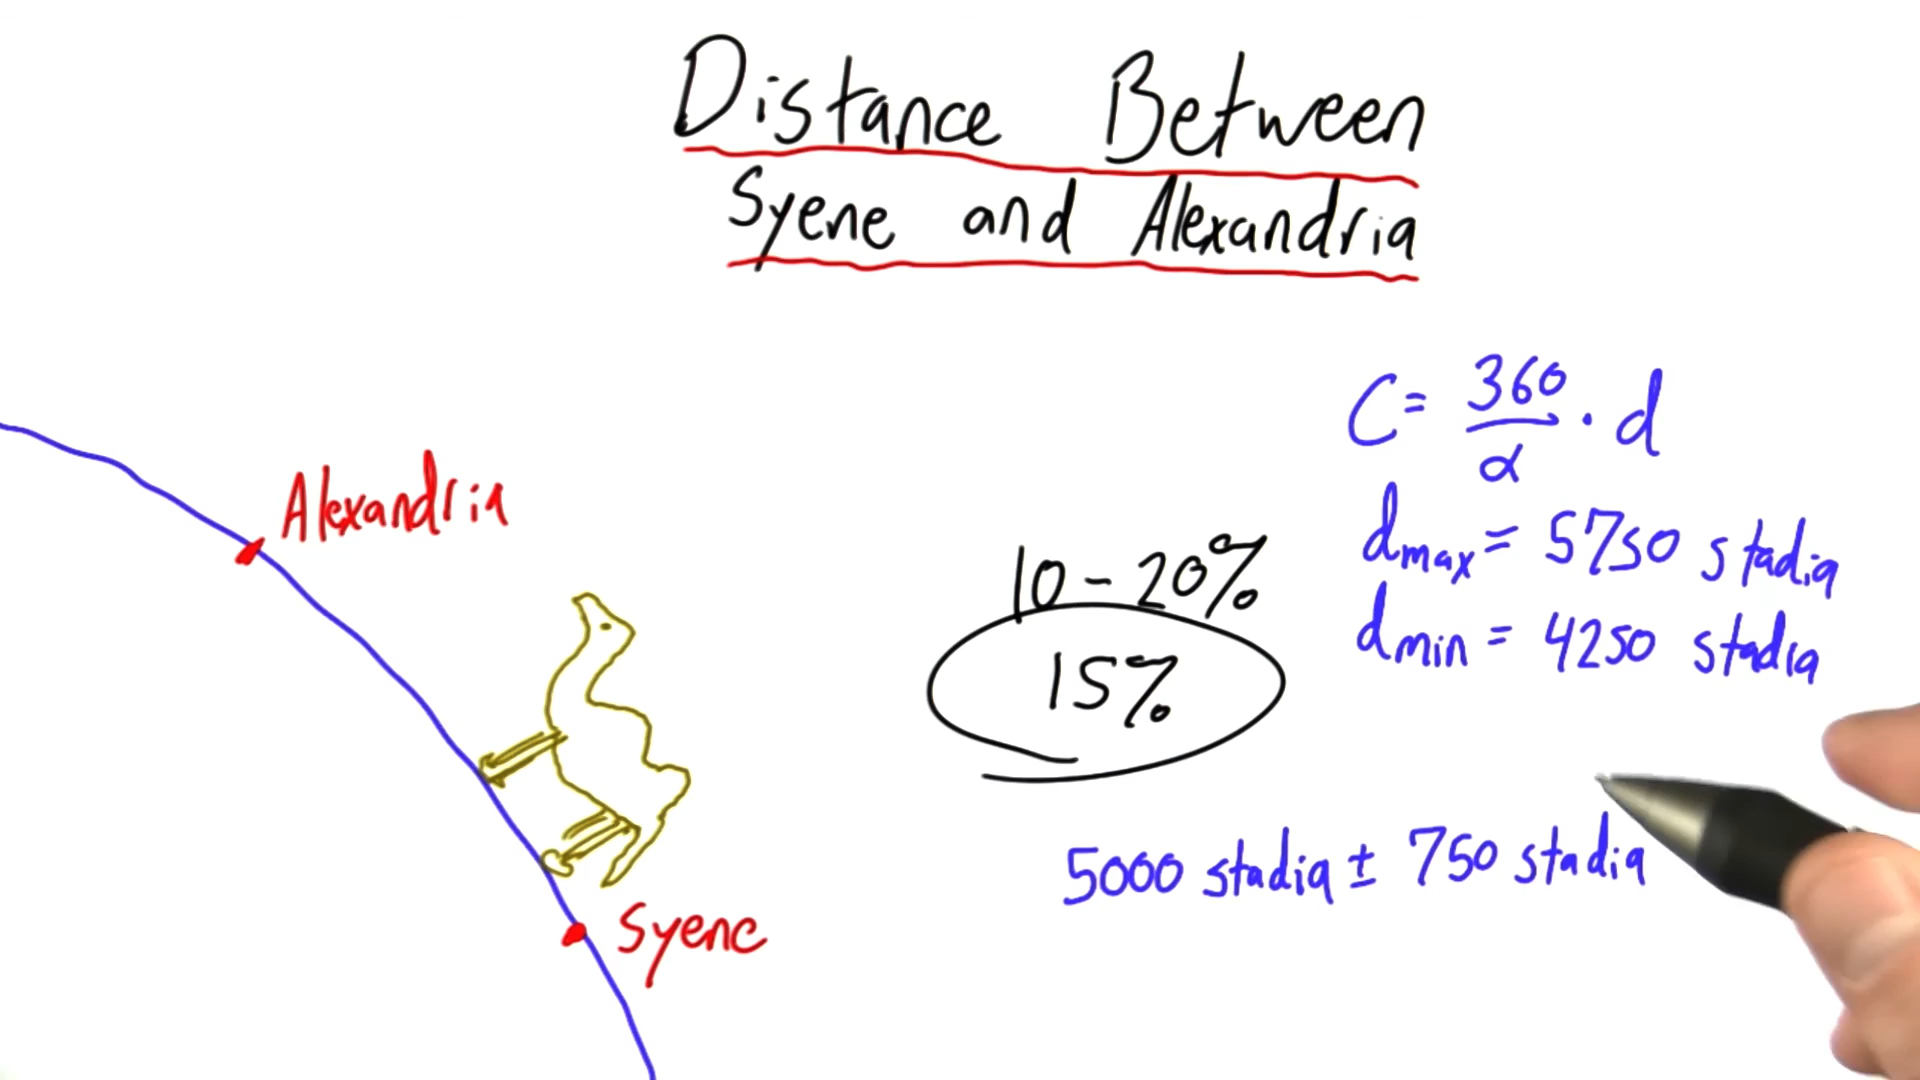 Distance Between
Syene and Alexandria
Alexandria
Syene
10-20%
15%
C = 360/α · d
dmax = 5750 stadia
dmin = 4250 stadia
5000 stadia ± 750 stadia